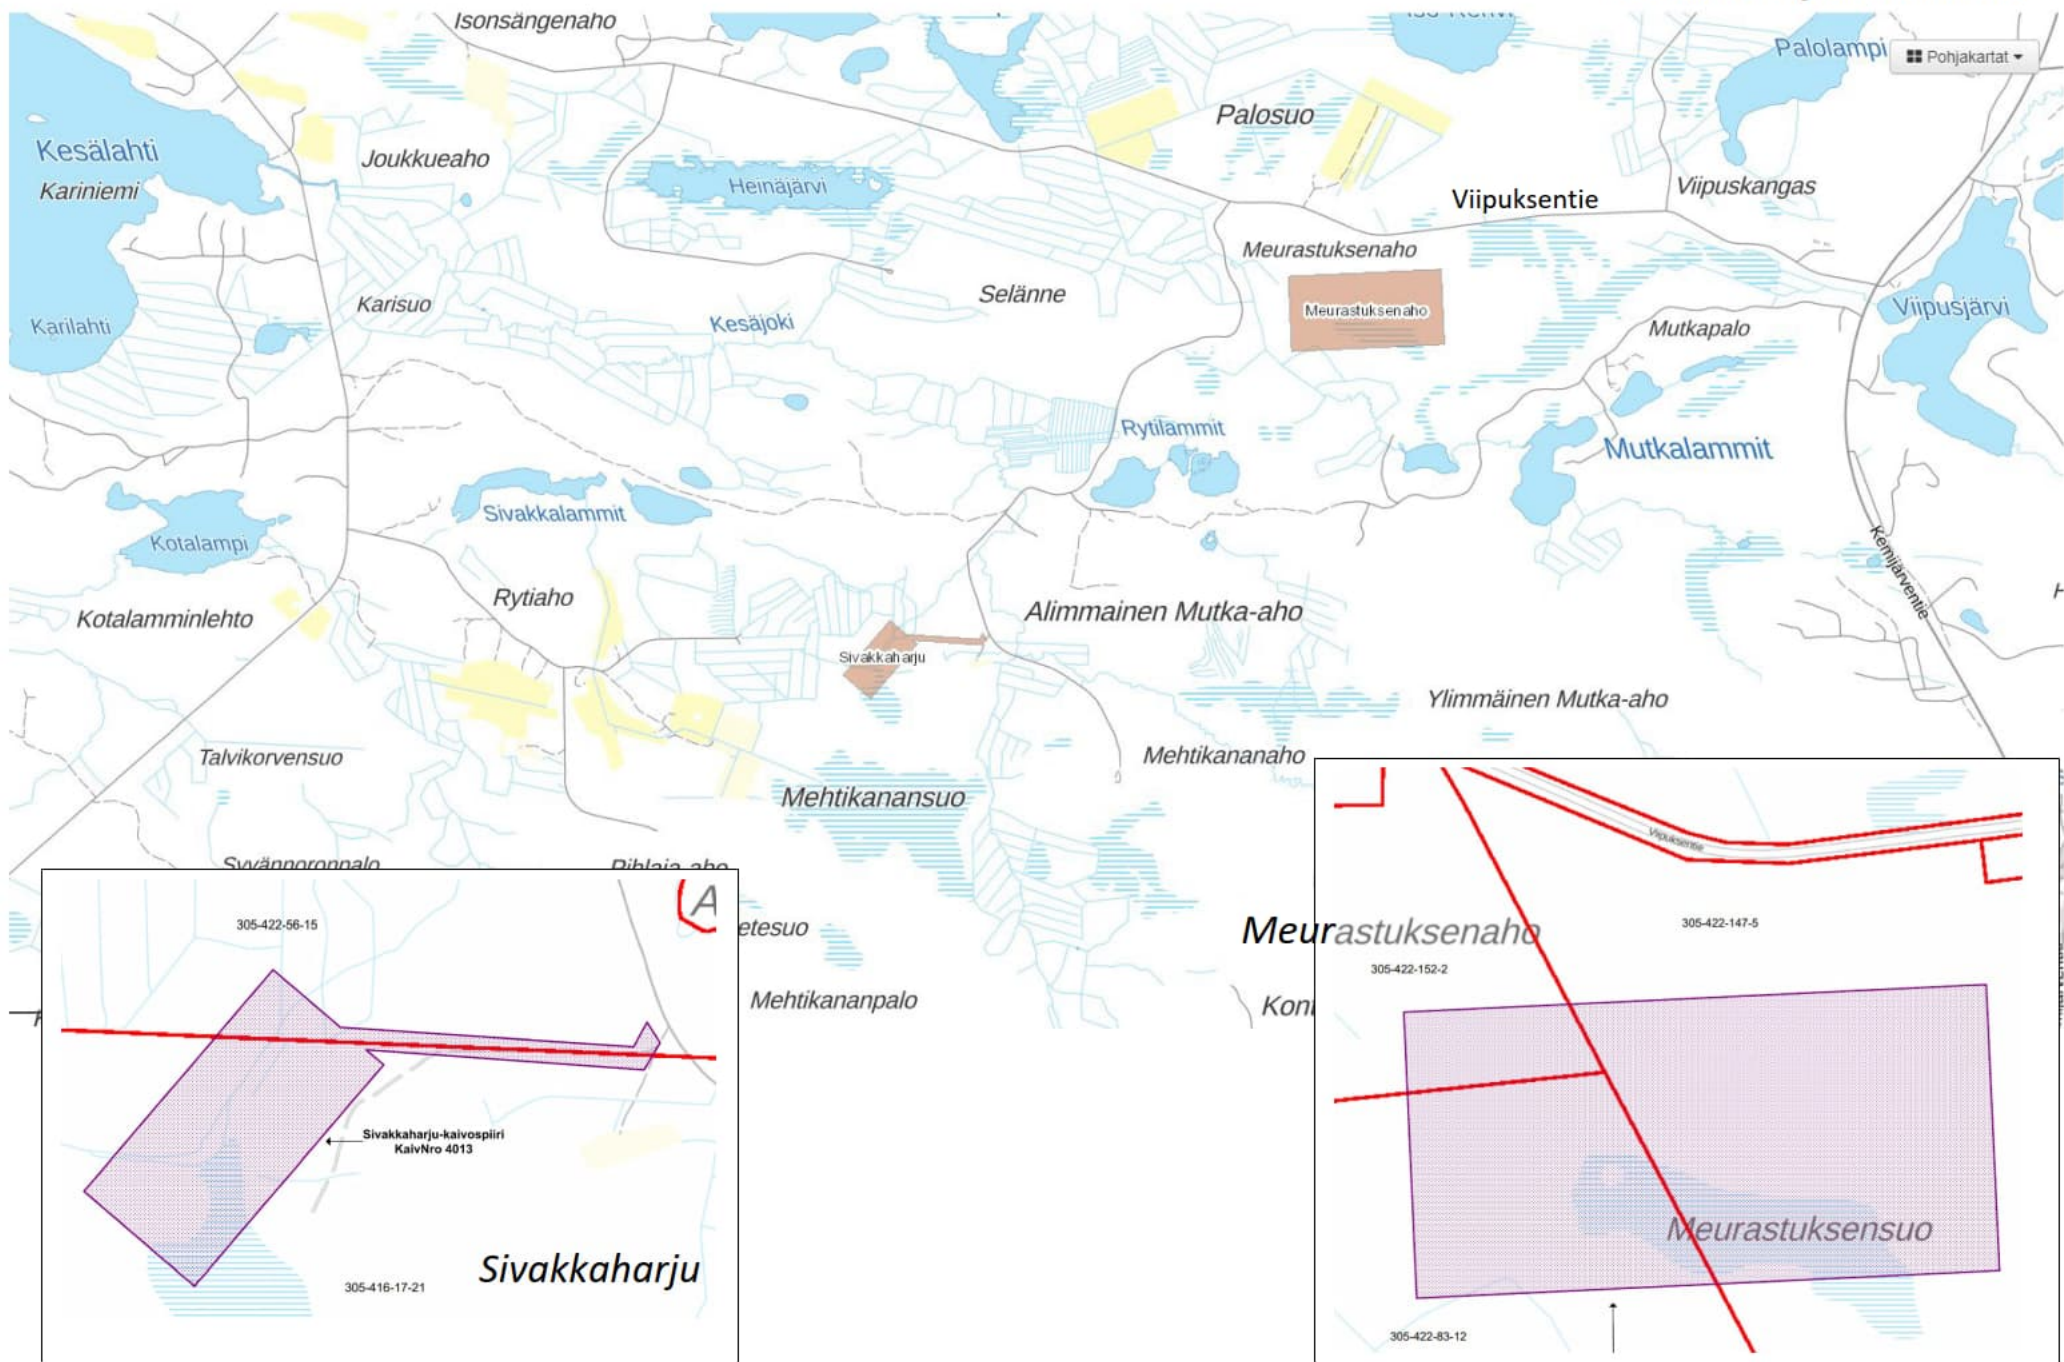 Isonsängenaho
Palolampi
Pohjakartat
Palosuo
Kesälahti
Joukkueaho
Kariniemi
Heinäjärvi
Viipuksentie
Viipuskangas
Meurastuksenaho
Selänne
Karisuo
Karilahti
Kesäjoki
Meurastuksenaho
Viipusjärvi
Mutkapalo
Rytilammit
Mutkalammit
Sivakkalammit
Kotalampi
Kemijärventie
Rytiaho
Kotalamminlehto
Alimmainen Mutka-aho
Sivakkaharju
Ylimmäinen Mutka-aho
Talvikorvensuo
Mehtikananaho
Mehtikanansuo
Viipuksentie
A
305-422-56-15
etesuo
305-422-147-5
Meurastuksenaho
305-422-152-2
Mehtikananpalo
Kont
Sivakkaharju-kaivospiiri
KaivNro 4013
Meurastuksensuo
Sivakkaharju
305-416-17-21
305-422-83-12